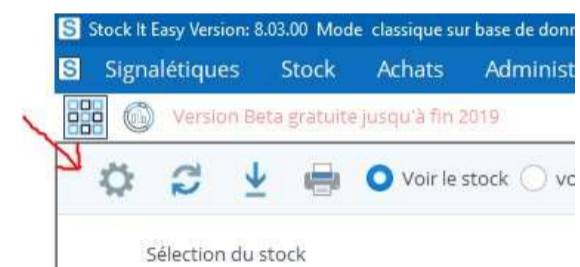 S Stock It Easy Version: 8.03.00 Mode classique sur base de donn
S Signalétiques Stock Achats Administ
Version Beta gratuite jusqu'à fin 2019
Voir le stock vo
Sélection du stock